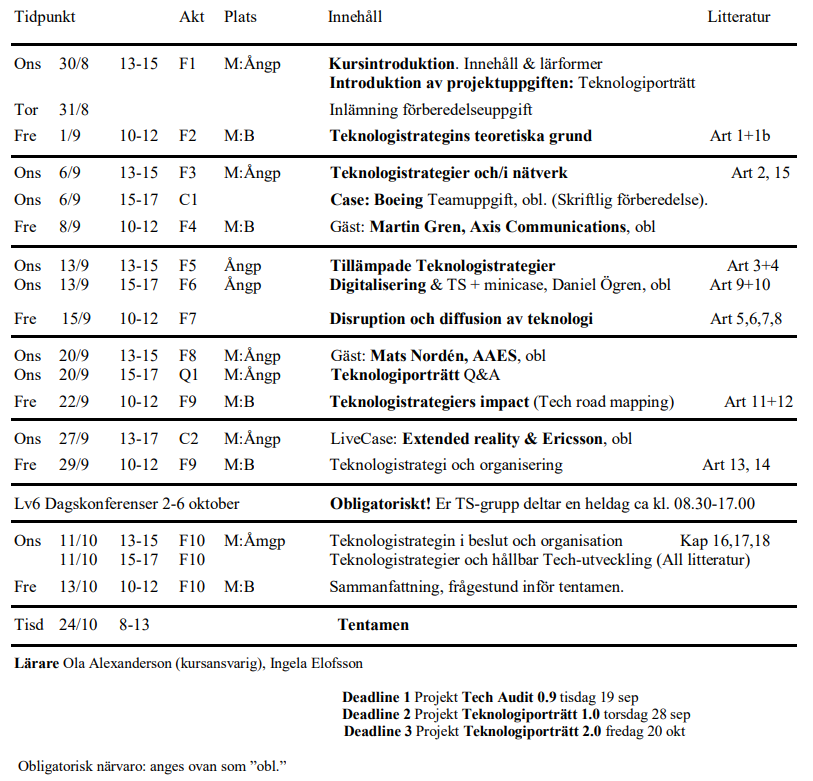 Tidpunkt Akt Plats Innehåll Litteratur
Ons 30/8 13-15 F1 M:Ångp Kursintroduktion. Innehåll & lärformer
Introduktion av projektuppgiften: Teknologiporträtt
Tor 31/8 Inlämning förberedelseuppgift
Fre 1/9 10-12 F2 M:B Teknologistrategins teoretiska grund Art 1+1b
Ons 6/9 13-15 F3 M:Ångp Teknologistrategier och/i nätverk Art 2, 15
Ons 6/9 15-17 C1 Case: Boeing Teamuppgift, obl. (Skriftlig förberedelse).
Fre 8/9 10-12 F4 M:B Gäst: Martin Gren, Axis Communications, obl
Ons 13/9 13-15 F5 Ångp Tillämpade Teknologistrategier Art 3+4
Ons 13/9 15-17 F6 Ångp Digitalisering & TS + minicase, Daniel Ögren, obl Art 9+10
Fre 15/9 10-12 F7 Disruption och diffusion av teknologi Art 5,6,7,8
Ons 20/9 13-15 F8 M:Ångp Gäst: Mats Nordén, AAES, obl
Ons 20/9 15-17 Q1 M:Ångp Teknologiporträtt Q&A
Fre 22/9 10-12 F9 M:B Teknologistrategiers impact (Tech road mapping) Art 11+12
Ons 27/9 13-17 C2 M:Ångp LiveCase: Extended reality & Ericsson, obl
Fre 29/9 10-12 F9 M:B Teknologistrategi och organisering Art 13, 14
Lv6 Dagskonferenser 2-6 oktober Obligatoriskt! Er TS-grupp deltar en heldag ca kl. 08.30-17.00
Ons 11/10 13-15 F10 M:Åmgp Teknologistrategin i beslut och organisation Kap 16,17,18
11/10 15-17 F10 Teknologistrategier och hållbar Tech-utveckling (All litteratur)
Fre 13/10 10-12 F10 M:B Sammanfattning, frågestund inför tentamen.
Tisd 24/10 8-13 Tentamen
Lärare Ola Alexanderson (kursansvarig), Ingela Elofsson
Deadline 1 Projekt Tech Audit 0.9 tisdag 19 sep
Deadline 2 Projekt Teknologiporträtt 1.0 torsdag 28 sep
Deadline 3 Projekt Teknologiporträtt 2.0 fredag 20 okt
Obligatorisk närvaro: anges ovan som ”obl.”